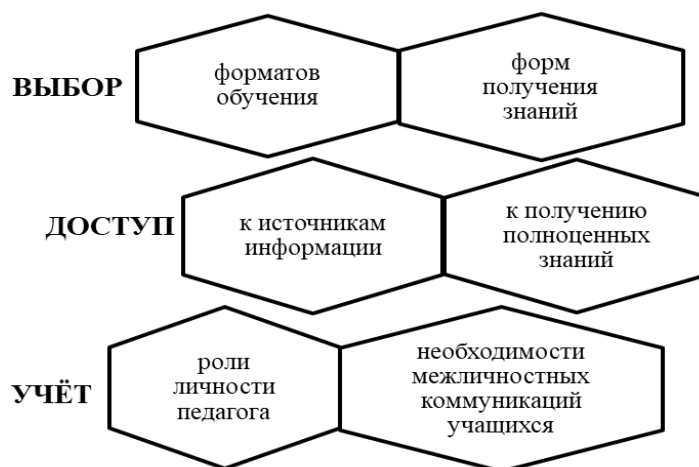 ВЫБОР
форматов
обучения
форм
получения
знаний
ДОСТУП
к источникам
информации
к получению
полноценных
знаний
УЧЁТ
роли
личности
педагога
необходимости
межличностных
коммуникаций
учащихся